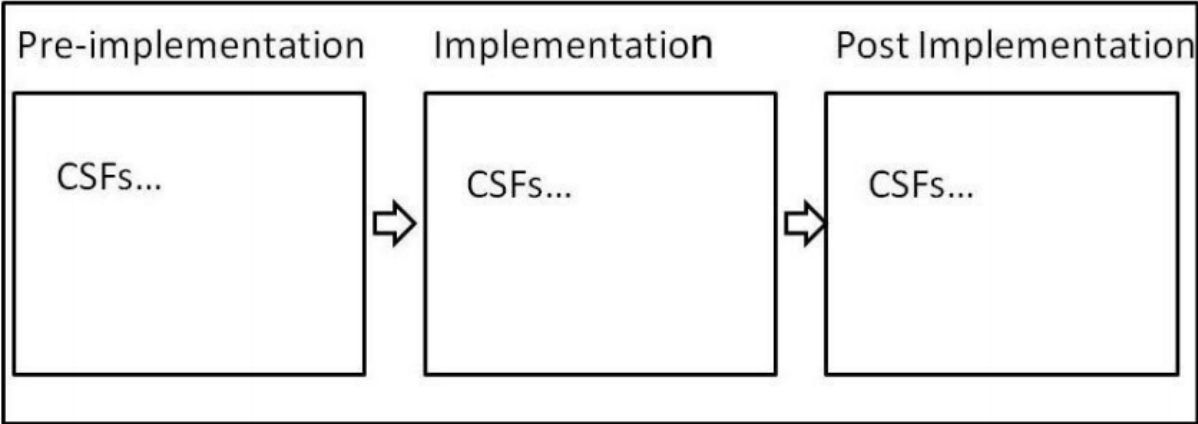 Pre-implementation
Implementation
Post Implementation
CSFs...
CSFs...
CSFs...